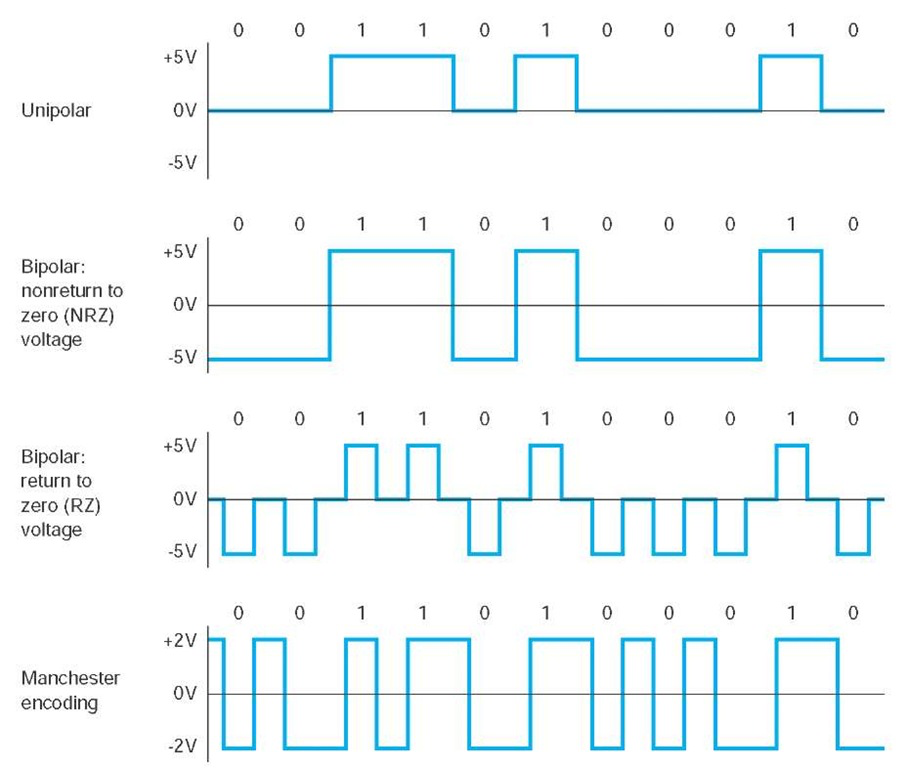 0 0 1 1 0 1 0 0 0 1 0
+5V
Unipolar 0V
-5V
0 0 1 1 0 1 0 0 0 1 0
+5V
Bipolar:
nonreturn to
0V
zero (NRZ)
voltage
-5V
0 0 1 1 0 1 0 0 0 1 0
+5V
Bipolar:
return to
0V
zero (RZ)
voltage
-5V
0 0 1 1 0 1 0 0 0 1 0
+2V
Manchester
0V
encoding
-2V